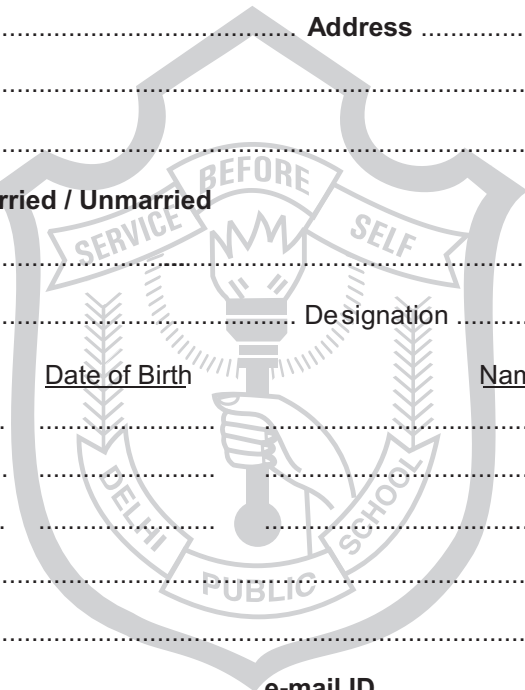 .......................................... Address ...............
...............................................................................
...............................................................................
BEFORE
rried / Unmarried
SERVICE SELF
...............................................................................
.......................................... Designation ..........
Date of Birth Nam
. ......................... .....................................
. ......................... .....................................
. ......................... .....................................
DELHI SCHOOL
PUBLIC
...............................................................................
...............................................................................
e-mail ID